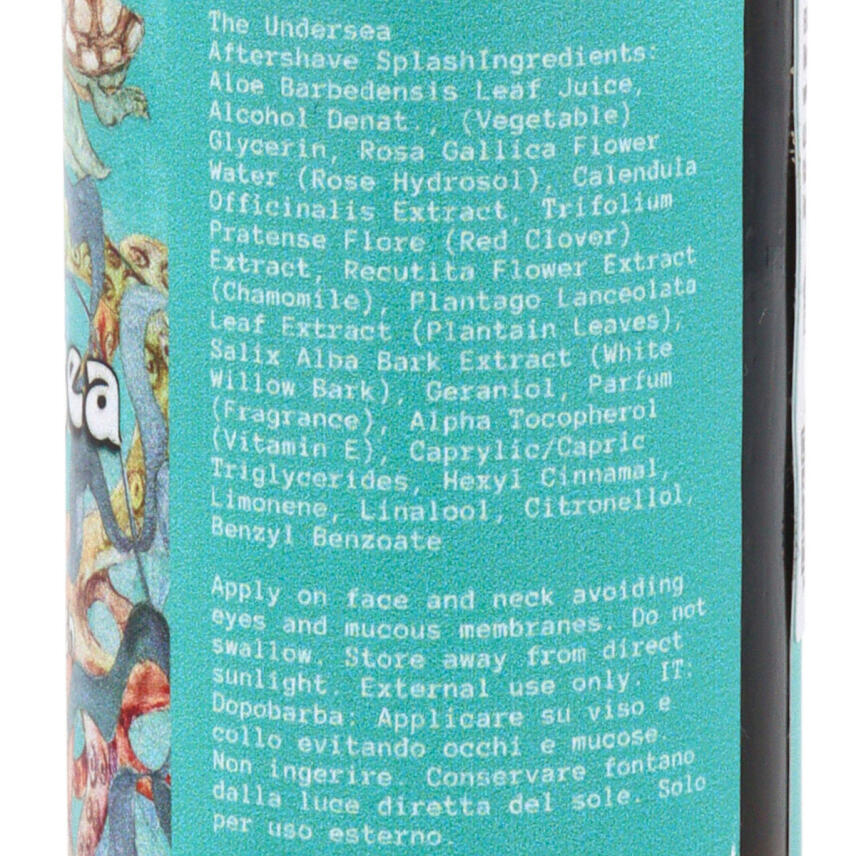 The Undersea
Aftershave SplashIngredients:
Aloe Barbedensis Leaf Juice,
Alcohol Denat., (Vegetable)
Glycerin, Rosa Gallica Flower
Water (Rose Hydrosol), Calendula
Officinalis Extract, Trifolium
Pratense Flore (Red Clover)
Extract, Recutita Flower Extract
(Chamomile), Plantago Lanceolata
Leaf Extract (Plantain Leaves),
Salix Alba Bark Extract (White
Willow Bark), Geraniol, Parfum
(Fragrance), Alpha Tocopherol
(Vitamin E), Caprylic/Capric
Triglycerides, Hexyl Cinnamal,
Limonene, Linalool, Citronellol,
Benzyl Benzoate
Apply on face and neck avoiding
eyes and mucous membranes. Do not
swallow. Store away from direct
sunlight. External use only. IT:
Dopobarba: Applicare su viso e
collo evitando occhi e mucose.
Non ingerire. Conservare fontano
dalla luce diretta del sole. Solo
per uso esterno.
ea